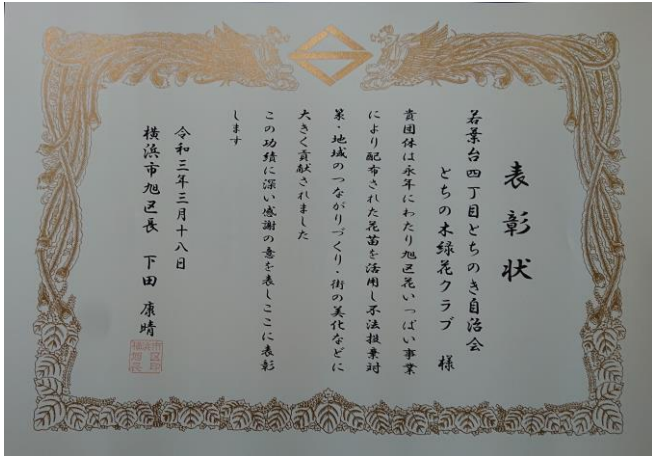 表彰状
若葉台四丁目とちのき自治会
とちの木緑花クラブ 様
貴団体は永年にわたり旭区花いっぱい事業
により配布された花苗を活用し不法投棄対
策・地域のつながりづくり・街の美化などに
大きく貢献されました
この功績に深い感謝の意を表しここに表彰
します
令和三年三月十八日
横浜市旭区長 下田 康晴